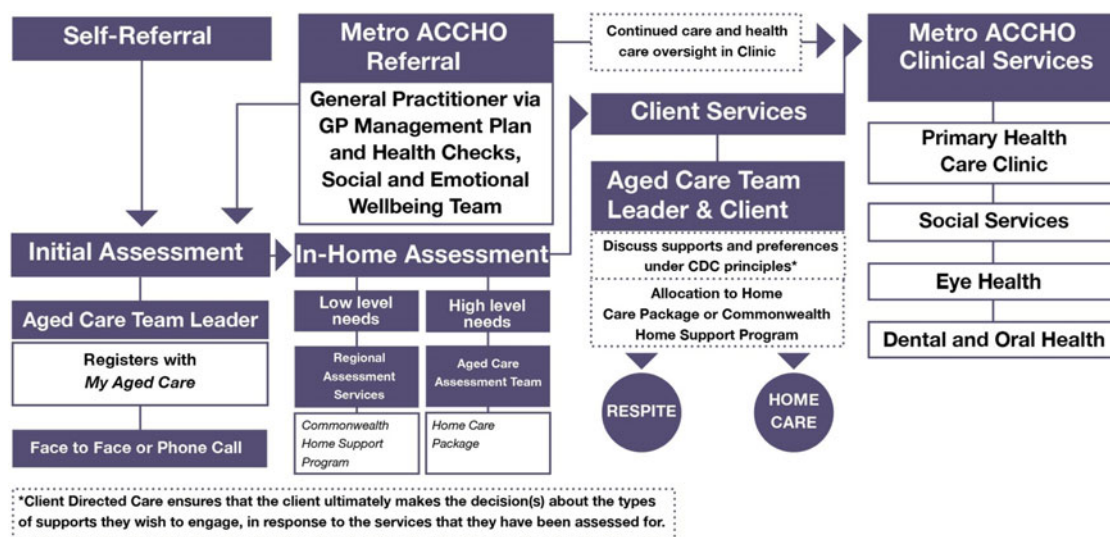 Self-Referral
Metro ACCHO
Referral
General Practitioner via
GP Management Plan
and Health Checks,
Social and Emotional
Wellbeing Team
Continued care and health
care oversight in Clinic
Metro ACCHO
Clinical Services
Primary Health
Care Clinic
Social Services
Eye Health
Dental and Oral Health
Client Services
Aged Care Team
Leader & Client
Discuss supports and preferences
under CDC principles*
Allocation to Home
Care Package or Commonwealth
Home Support Program
RESPITE
HOME
CARE
Initial Assessment
Aged Care Team Leader
Registers with
My Aged Care
Face to Face or Phone Call
In-Home Assessment
Low level
needs
Regional
Assessment
Services
Commonwealth
Home Support
Program
High level
needs
Aged Care
Assessment Team
Home Care
Package
*Client Directed Care ensures that the client ultimately makes the decision(s) about the types
of supports they wish to engage, in response to the services that they have been assessed for.